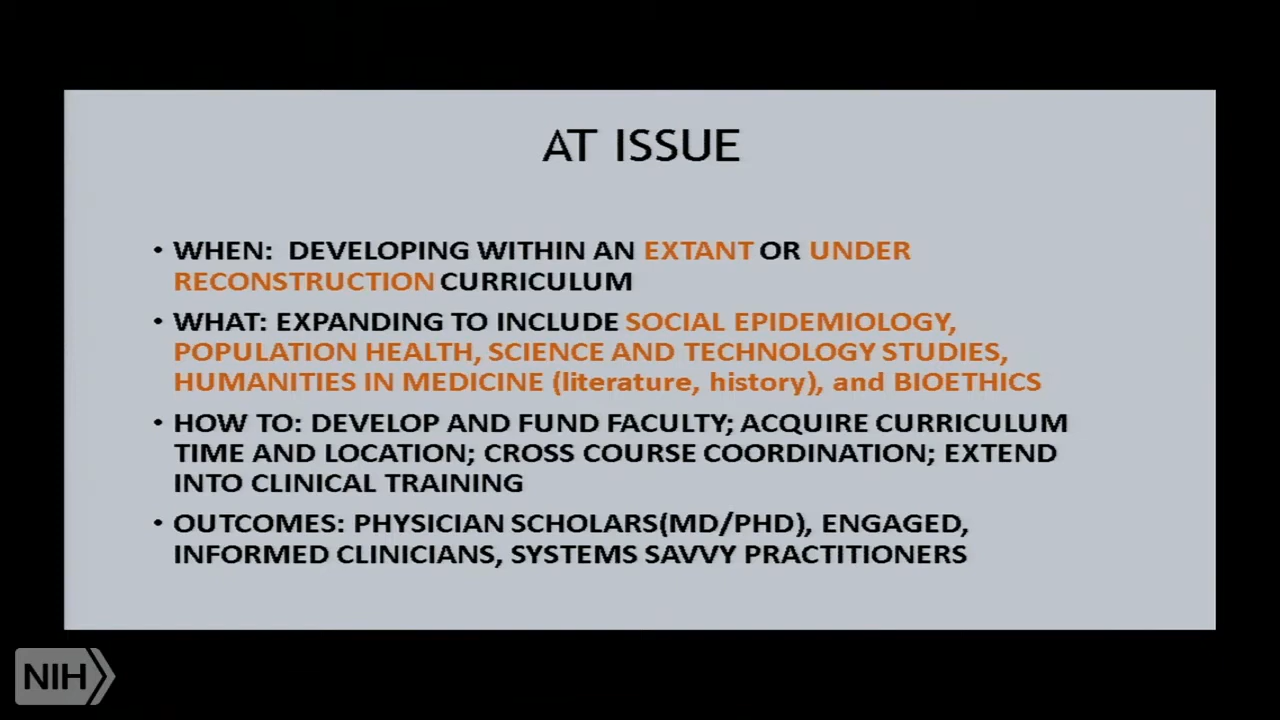 AT ISSUE
• WHEN: DEVELOPING WITHIN AN EXTANT OR UNDER
RECONSTRUCTION CURRICULUM
• WHAT: EXPANDING TO INCLUDE SOCIAL EPIDEMIOLOGY,
POPULATION HEALTH, SCIENCE AND TECHNOLOGY STUDIES,
HUMANITIES IN MEDICINE (literature, history), and BIOETHICS
• HOW TO: DEVELOP AND FUND FACULTY; ACQUIRE CURRICULUM
TIME AND LOCATION; CROSS COURSE COORDINATION; EXTEND
INTO CLINICAL TRAINING
• OUTCOMES: PHYSICIAN SCHOLARS(MD/PHD), ENGAGED,
INFORMED CLINICIANS, SYSTEMS SAVVY PRACTITIONERS
NIH